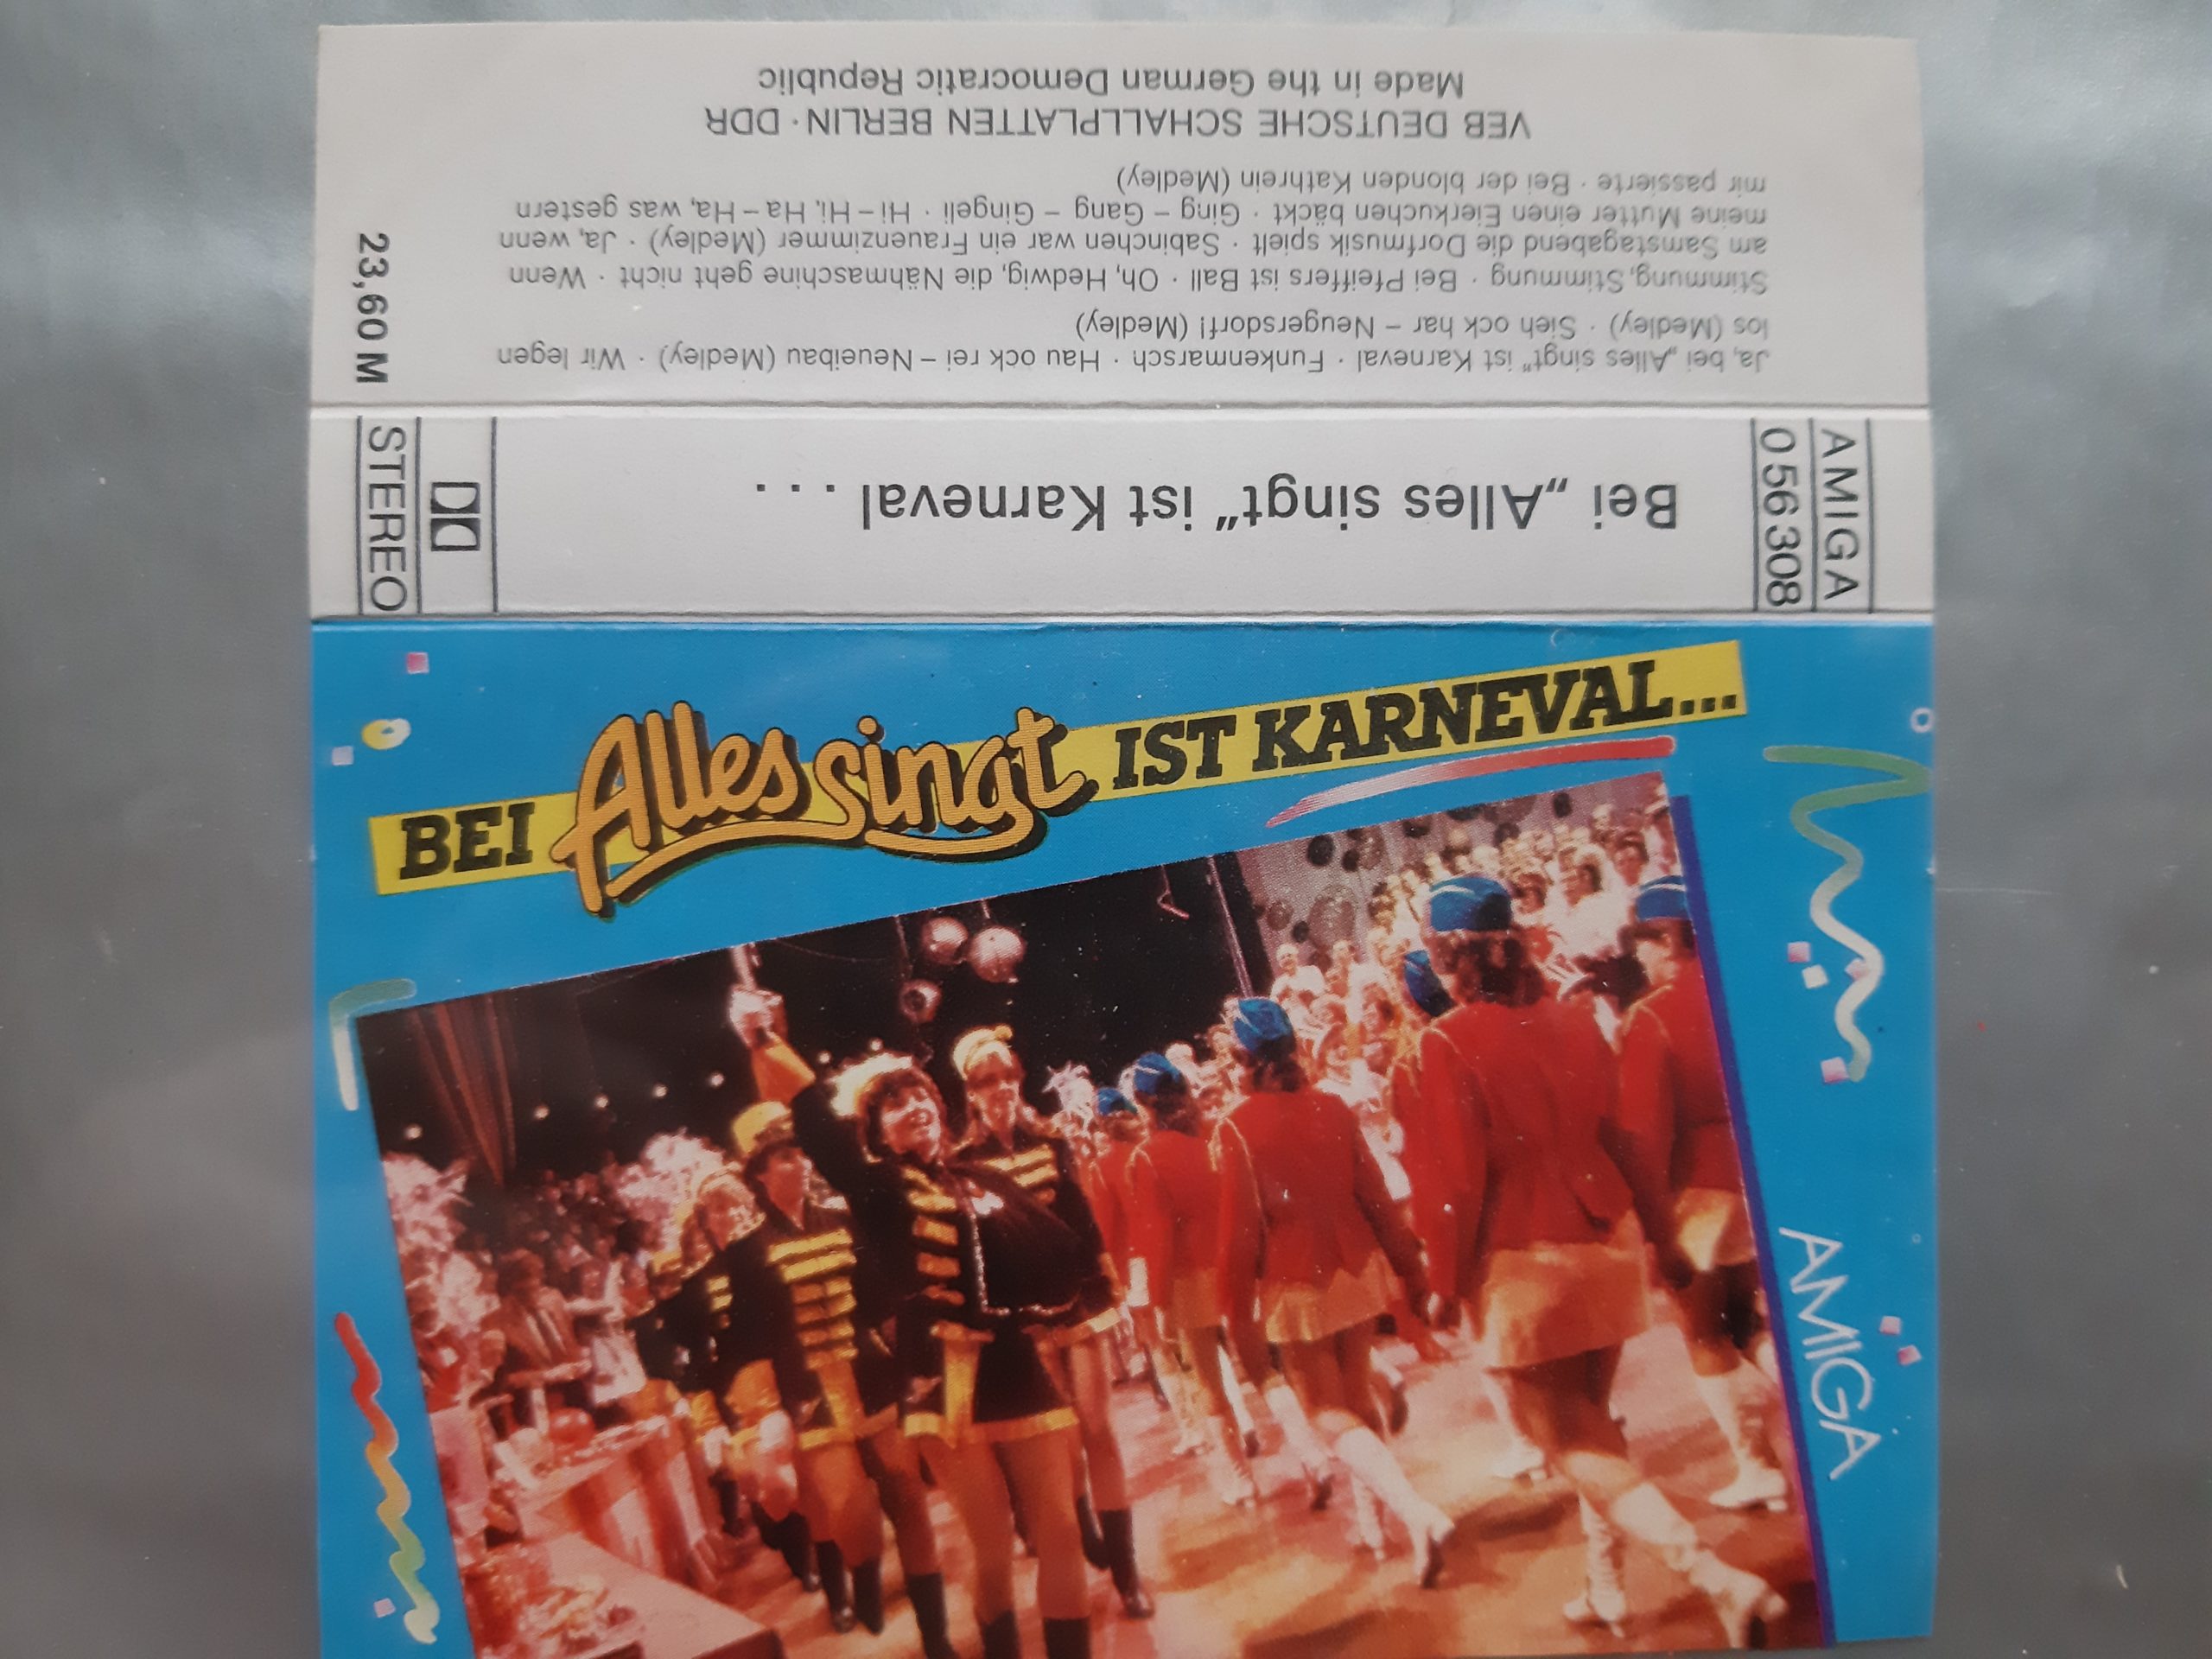 Ja, bei „Alles singt“ ist Karneval · Funkenmarsch · Hau ock rei – Neueibau (Medley) · Wir legen
los (Medley) · Sieh ock har – Neugersdorf! (Medley)
Stimmung, Stimmung · Bei Pfeiffers ist Ball · Oh, Hedwig, die Nähmaschine geht nicht · Wenn
am Samstagabend die Dorfmusik spielt · Sabinchen war ein Frauenzimmer (Medley) · Ja, wenn
meine Mutter einen Eierkuchen bäckt · Ging – Gang – Gingeli · Hi – Hi, Ha – Ha, was gestern
mir passierte · Bei der blonden Kathrein (Medley)
VEB DEUTSCHE SCHALLPLATTEN BERLIN · DDR
Made in the German Democratic Republic
23,60 M
AMIGA
0 56 308
Bei „Alles singt“ ist Karneval . . . .
STEREO
BEI Alles singt IST KARNEVAL...
AMIGA